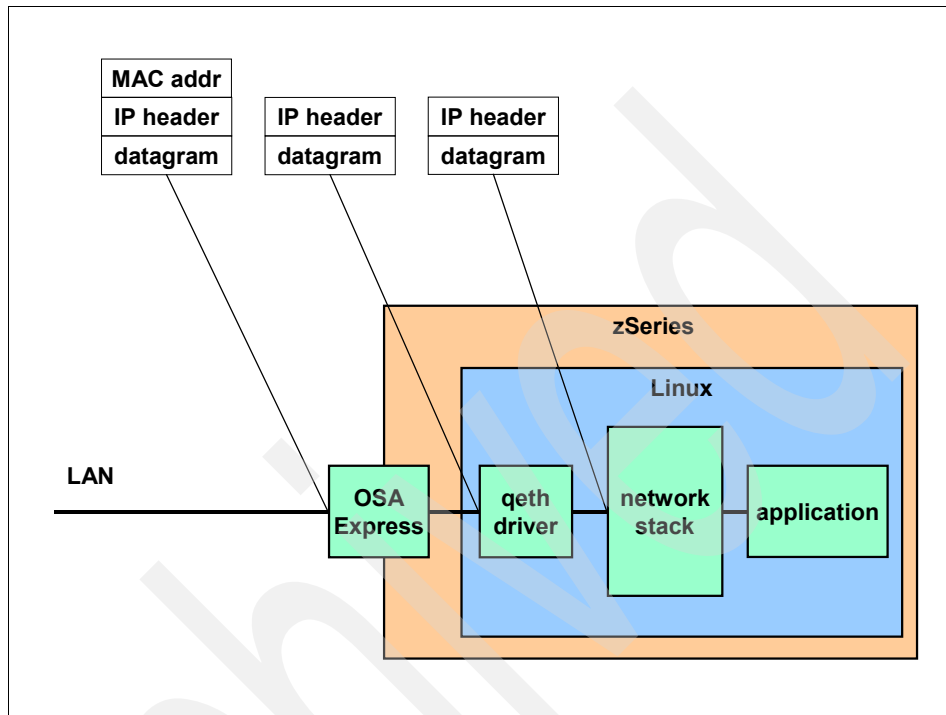 MAC addr
IP header
datagram
IP header
datagram
IP header
datagram
zSeries
Linux
LAN
OSA
Express
qeth
driver
network
stack
application